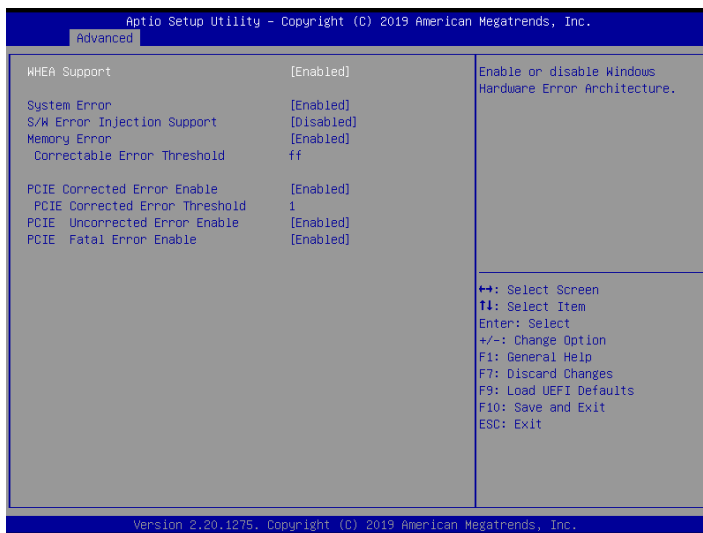 Aptio Setup Utility – Copyright (C) 2019 American Megatrends, Inc.
Advanced
WHEA Support [Enabled]
System Error [Enabled]
S/W Error Injection Support [Disabled]
Memory Error [Enabled]
Correctable Error Threshold ff
PCIE Corrected Error Enable [Enabled]
PCIE Corrected Error Threshold 1
PCIE Uncorrected Error Enable [Enabled]
PCIE Fatal Error Enable [Enabled]
Enable or disable Windows
Hardware Error Architecture.
↔: Select Screen
↑↓: Select Item
Enter: Select
+/-: Change Option
F1: General Help
F7: Discard Changes
F9: Load UEFI Defaults
F10: Save and Exit
ESC: Exit
Version 2.20.1275. Copyright (C) 2019 American Megatrends, Inc.